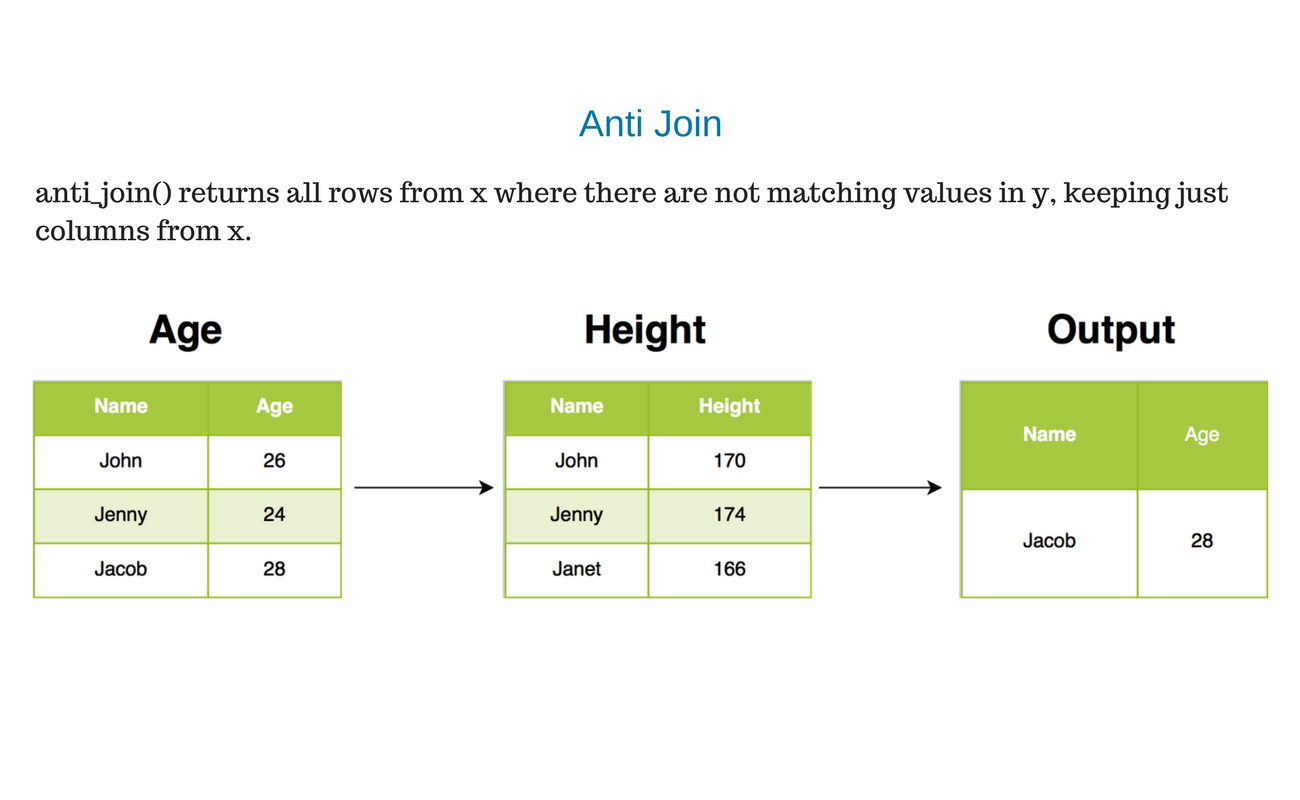 Anti Join
anti_join() returns all rows from x where there are not matching values in y, keeping just
columns from x.
Age
Height
Output
Name Age
John 26
Jenny 24
Jacob 28
Name Height
John 170
Jenny 174
Janet 166
Name Age
Jacob 28